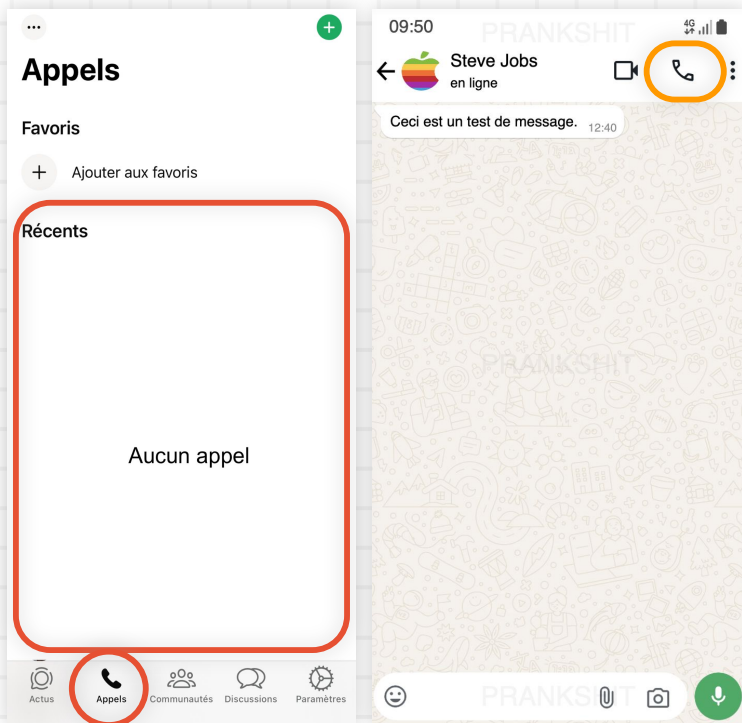 Appels
Favoris
Ajouter aux favoris
Récents
Aucun appel
Actus
Appels
Communautés
Discussions
Paramètres
09:50
PRANKSHIT
4G
Steve Jobs
en ligne
Ceci est un test de message. 12:40
PRANKSHIT
PRANKSHIT